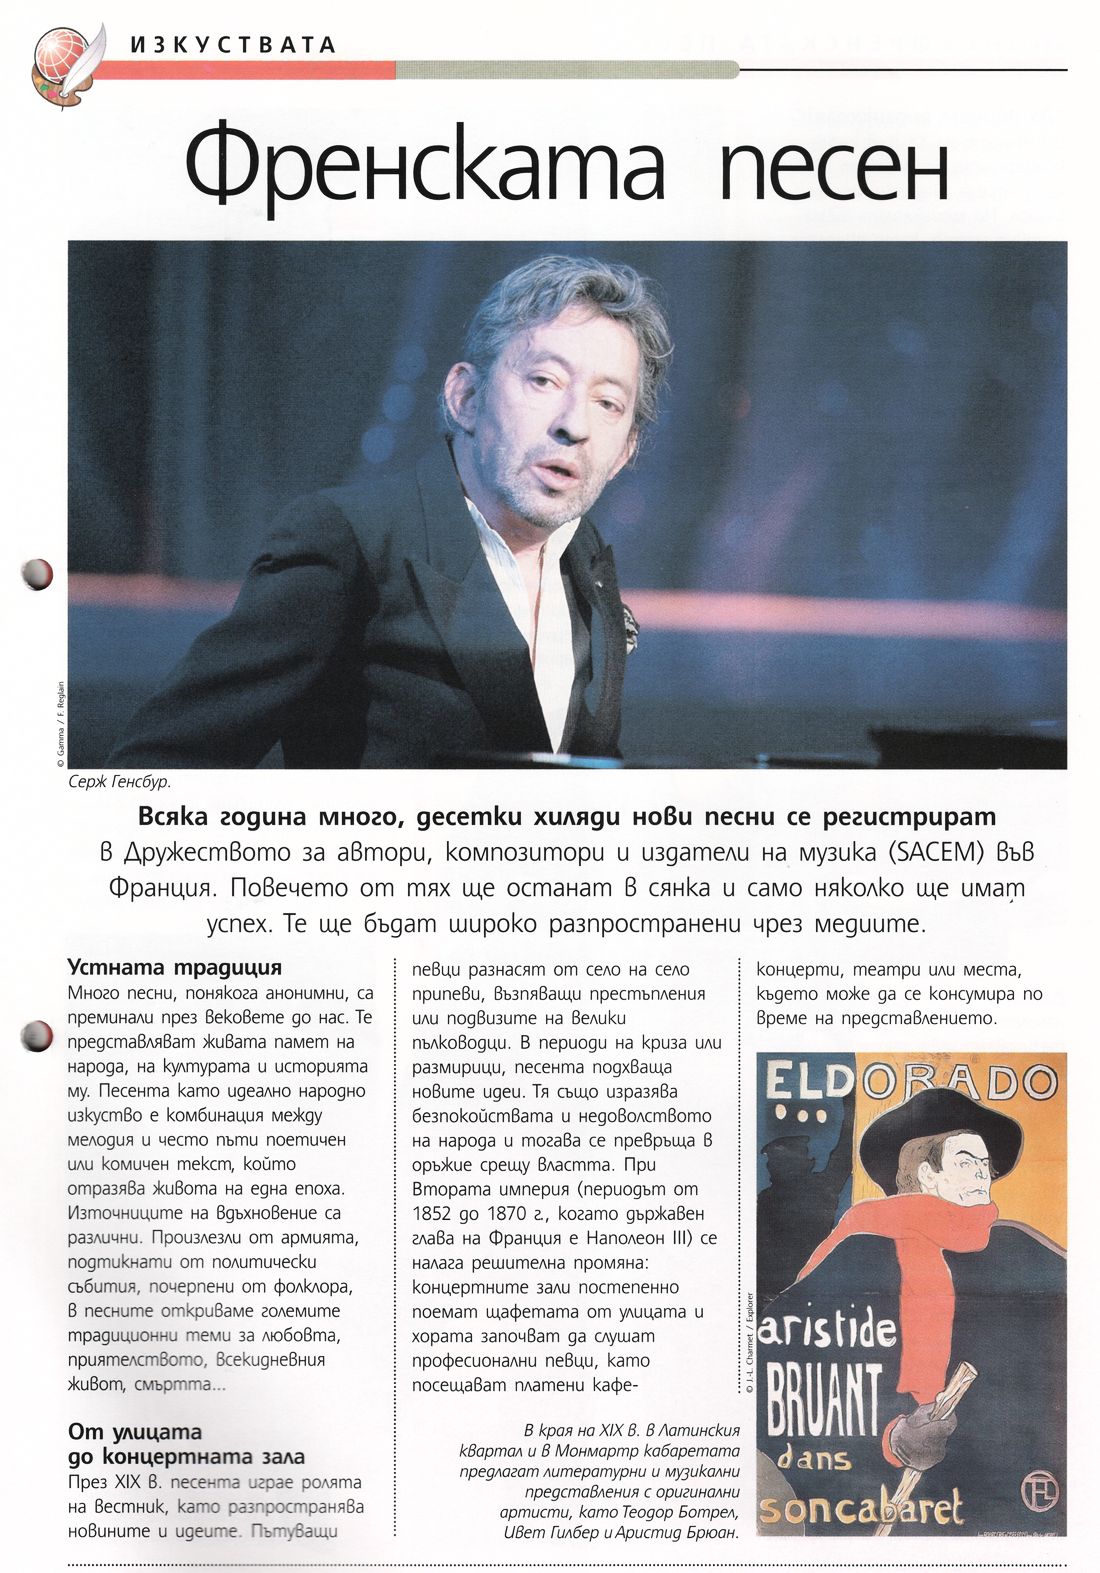 ИЗКУСТВАТА
Френската песен
© Gamma / F. Reglain
Серж Генсбур.
Всяка година много, десетки хиляди нови песни се регистрират
в Дружеството за автори, композитори и издатели на музика (SACEM) във
Франция. Повечето от тях ще останат в сянка и само няколко ще имат
успех. Те ще бъдат широко разпространени чрез медиите.
Устната традиция
Много песни, понякога анонимни, са
преминали през вековете до нас. Те
представляват живата памет на
народа, на културата и историята
му. Песента като идеално народно
изкуство е комбинация между
мелодия и често пъти поетичен
или комичен текст, който
отразява живота на една епоха.
Източниците на вдъхновение са
различни. Произлезли от армията,
подтикнати от политически
събития, почерпени от фолклора,
в песните откриваме големите
традиционни теми за любовта,
приятелството, всекидневния
живот, смъртта...
От улицата
до концертната зала
През XIX в. песента играе ролята
на вестник, като разпространява
новините и идеите. Пътуващи
певци разнасят от село на село
припеви, възпяващи престъпления
или подвизите на велики
пълководци. В периоди на криза или
размирици, песента подхваща
новите идеи. Тя също изразява
безпокойствата и недоволството
на народа и тогава се превръща в
оръжие срещу властта. При
Втората империя (периодът от
1852 до 1870 г., когато държавен
глава на Франция е Наполеон III) се
налага решителна промяна:
концертните зали постепенно
поемат щафетата от улицата и
хората започват да слушат
професионални певци, като
посещават платени кафе-
концерти, театри или места,
където може да се консумира по
време на представлението.
В края на XIX в. в Латинския
квартал и в Монмартр кабаретата
предлагат литературни и музикални
представления с оригинални
артисти, като Теодор Ботрел,
Ивет Гилбер и Аристид Брюан.
© J.-L. Charmet / Explorer
ELDORADO
aristide
BRUANT
dans
son cabaret